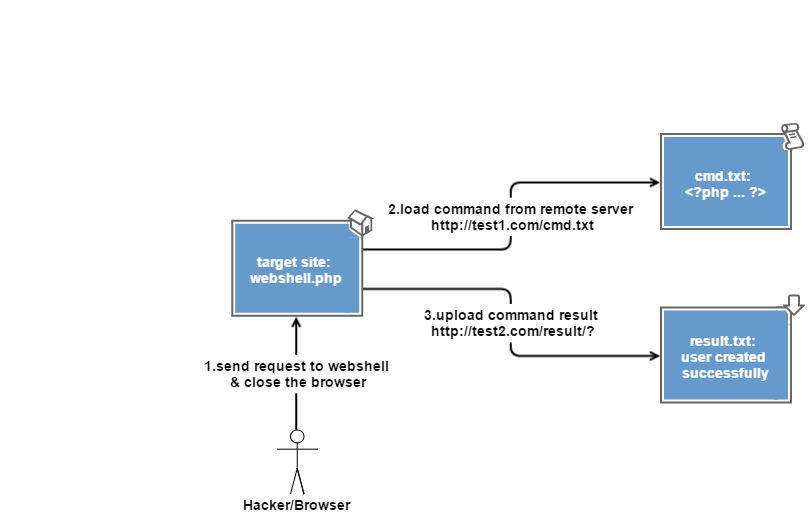 cmd.txt:
<?php ... ?>
2.load command from remote server
http://test1.com/cmd.txt
target site:
webshell.php
3.upload command result
http://test2.com/result/?
result.txt:
user created
successfully
1.send request to webshell
& close the browser
Hacker/Browser